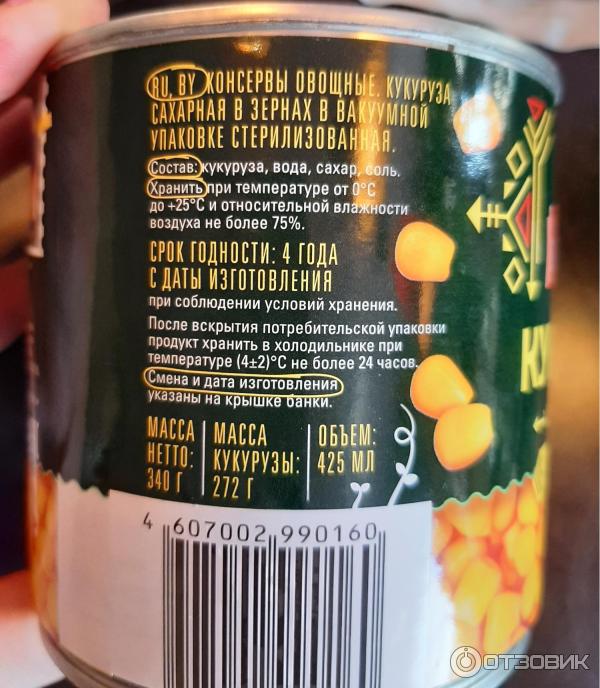 RU, BY КОНСЕРВЫ ОВОЩНЫЕ. КУКУРУЗА
САХАРНАЯ В ЗЕРНАХ В ВАКУУМНОЙ
УПАКОВКЕ СТЕРИЛИЗОВАННАЯ.
Состав: кукуруза, вода, сахар, соль.
Хранить при температуре от 0°С
до +25°С и относительной влажности
воздуха не более 75%.
СРОК ГОДНОСТИ: 4 ГОДА
С ДАТЫ ИЗГОТОВЛЕНИЯ
при соблюдении условий хранения.
После вскрытия потребительской упаковки
продукт хранить в холодильнике при
температуре (4±2)°С не более 24 часов.
Смена и дата изготовления
указаны на крышке банки.
МАССА
НЕТТО:
340 Г
МАССА
КУКУРУЗЫ:
272 Г
ОБЪЕМ:
425 МЛ
КУ
4 607002 990160
ОТЗОВИК